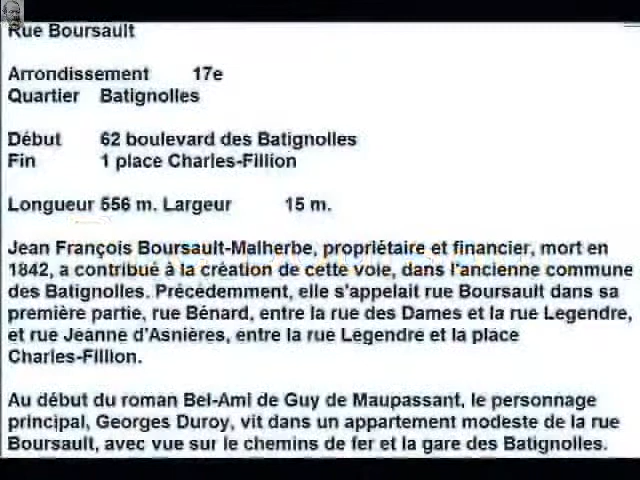 Rue Boursault
Arrondissement 17e
Quartier Batignolles
Début 62 boulevard des Batignolles
Fin 1 place Charles-Fillion
Longueur 556 m. Largeur 15 m.
Jean François Boursault-Malherbe, propriétaire et financier, mort en
1842, a contribué à la création de cette voie, dans l'ancienne commune
des Batignolles. Précédemment, elle s'appelait rue Boursault dans sa
première partie, rue Bénard, entre la rue des Dames et la rue Legendre,
et rue Jeanne d'Asnières, entre la rue Legendre et la place
Charles-Fillion.
Au début du roman Bel-Ami de Guy de Maupassant, le personnage
principal, Georges Duroy, vit dans un appartement modeste de la rue
Boursault, avec vue sur le chemins de fer et la gare des Batignolles.